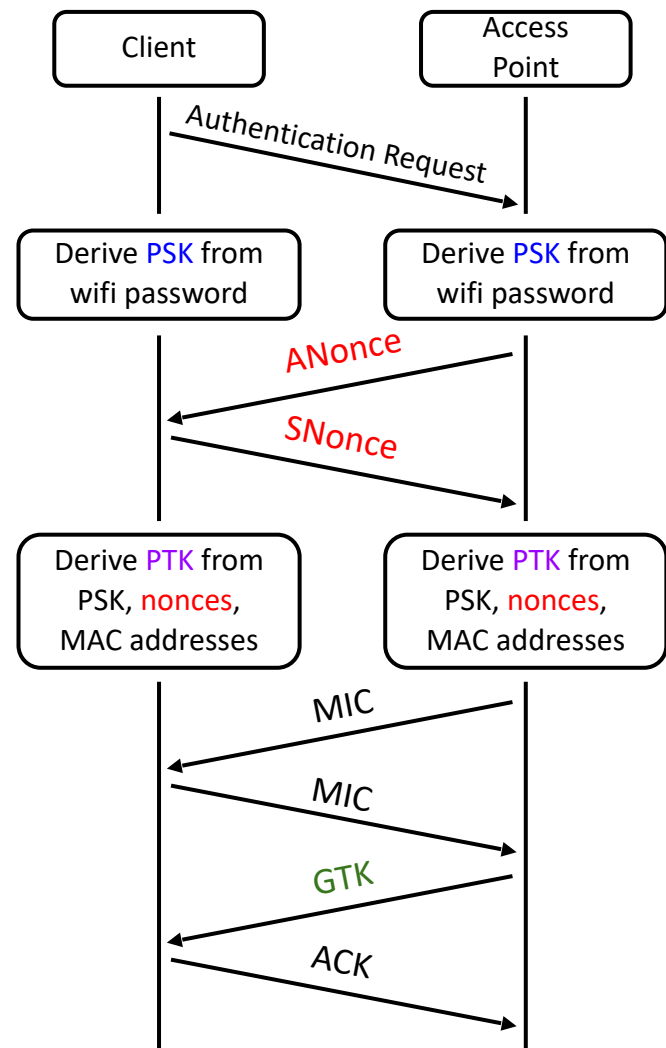 Client
Access
Point
Authentication Request
Derive PSK from
wifi password
Derive PSK from
wifi password
ANonce
SNonce
Derive PTK from
PSK, nonces,
MAC addresses
Derive PTK from
PSK, nonces,
MAC addresses
MIC
MIC
GTK
ACK